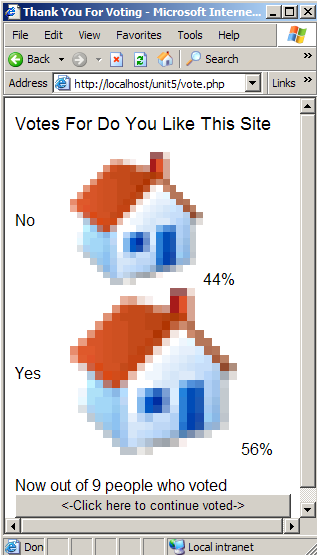 Thank You For Voting - Microsoft Interne...
File Edit View Favorites Tools »
Back Search »
Address http://localhost/unit5/vote.php Links »
Votes For Do You Like This Site
No 44%
Yes 56%
Now out of 9 people who voted
<-Click here to continue voted->
Don Local intranet